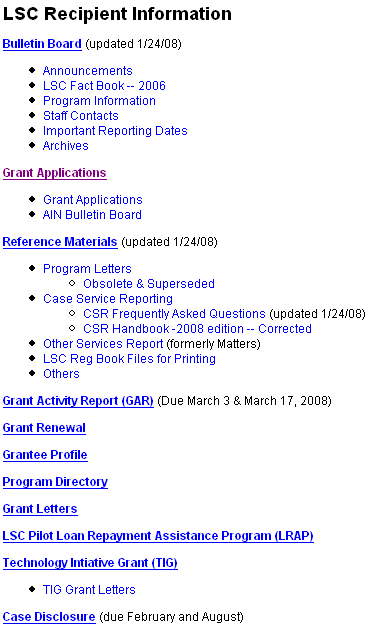 LSC Recipient Information
Bulletin Board (updated 1/24/08)
Announcements
LSC Fact Book -- 2006
Program Information
Staff Contacts
Important Reporting Dates
Archives
Grant Applications
Grant Applications
AIN Bulletin Board
Reference Materials (updated 1/24/08)
Program Letters
Obsolete & Superseded
Case Service Reporting
CSR Frequently Asked Questions (updated 1/24/08)
CSR Handbook -2008 edition -- Corrected
Other Services Report (formerly Matters)
LSC Reg Book Files for Printing
Others
Grant Activity Report (GAR) (Due March 3 & March 17, 2008)
Grant Renewal
Grantee Profile
Program Directory
Grant Letters
LSC Pilot Loan Repayment Assistance Program (LRAP)
Technology Intiative Grant (TIG)
TIG Grant Letters
Case Disclosure (due February and August)